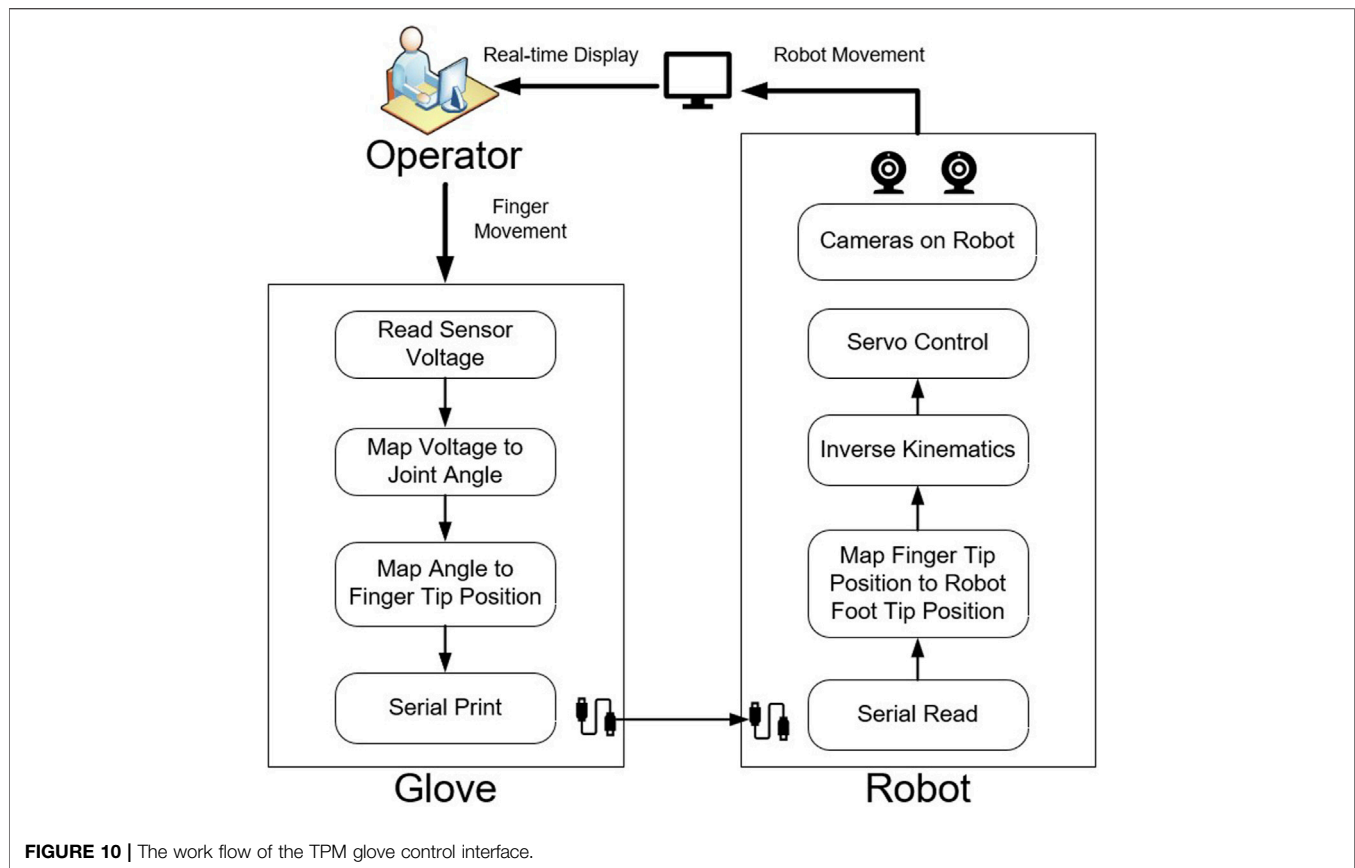 Real-time Display
Robot Movement
Operator
Finger
Movement
Read Sensor
Voltage
Map Voltage to
Joint Angle
Map Angle to
Finger Tip Position
Serial Print
Glove
Cameras on Robot
Servo Control
Inverse Kinematics
Map Finger Tip
Position to Robot
Foot Tip Position
Serial Read
Robot
FIGURE 10 | The work flow of the TPM glove control interface.